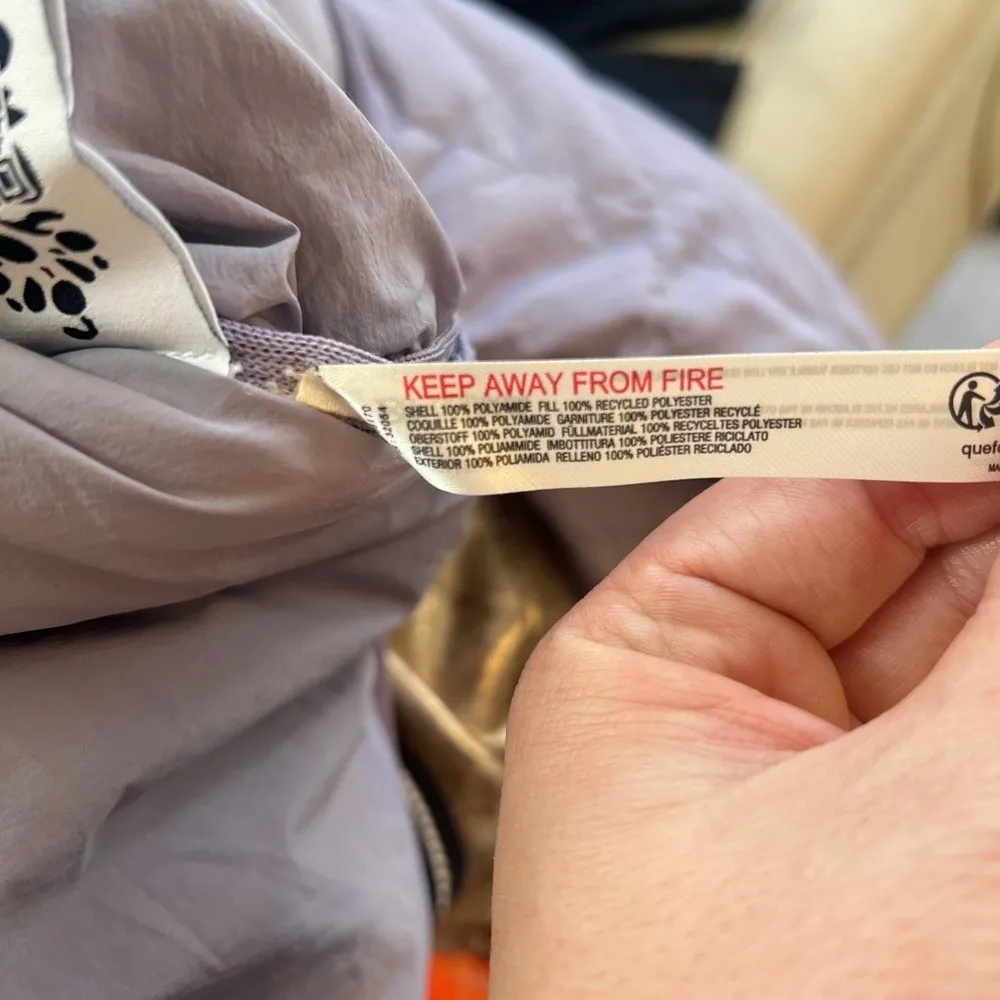 KEEP AWAY FROM FIRE
SHELL 100% POLYAMIDE FILL 100% RECYCLED POLYESTER
COQUILLE 100% POLYAMIDE GARNITURE 100% POLYESTER RECYCLÉ
OBERSTOFF 100% POLYAMID FÜLLMATERIAL 100% RECYCELTES POLYESTER
SHELL 100% POLIAMMIDE IMBOTTITURA 100% POLIESTERE RICICLATO
EXTERIOR 100% POLIAMIDA RELLENO 100% POLIÉSTER RECICLADO
quefa
MA